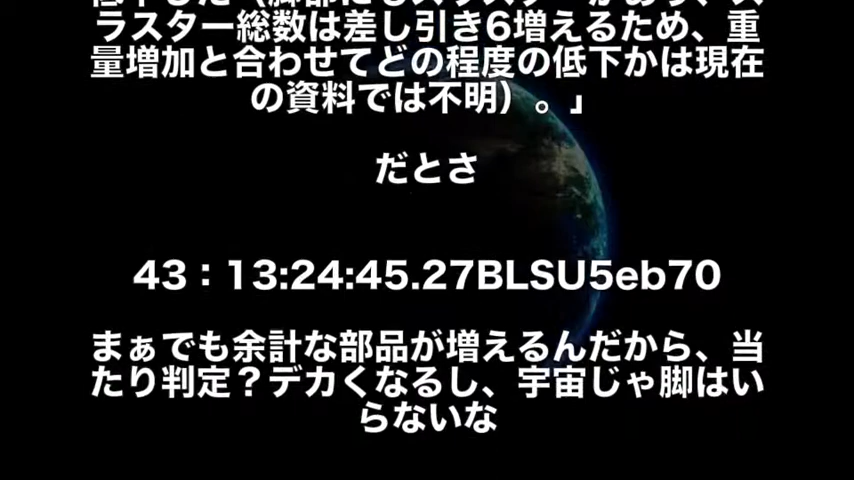 ラスター総数は差し引き6増えるため、重
量増加と合わせてどの程度の低下かは現在
の資料では不明）。」
だとさ
43：13:24:45.27BLSU5eb70
まぁでも余計な部品が増えるんだから、当
たり判定？デカくなるし、宇宙じゃ脚はい
らないな